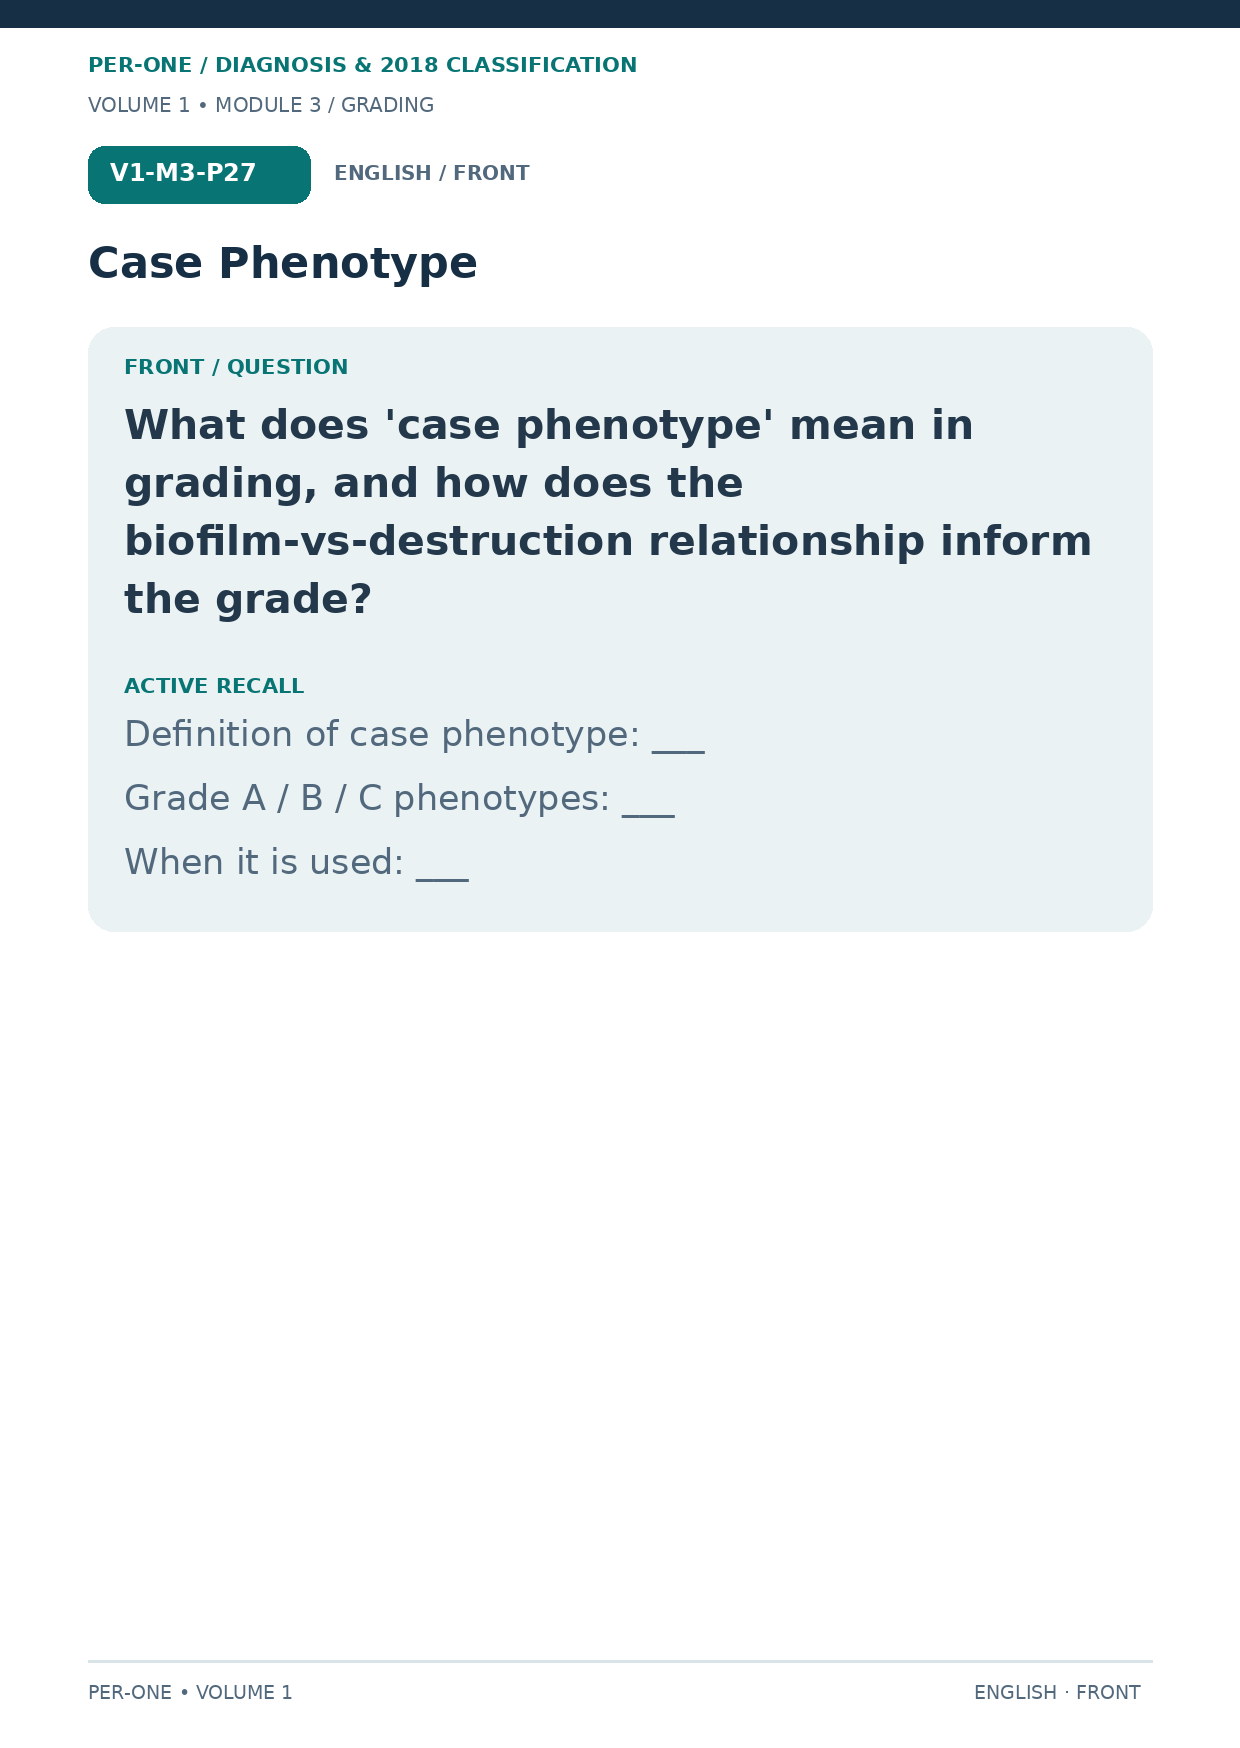 PER-ONE / DIAGNOSIS & 2018 CLASSIFICATION
VOLUME 1 • MODULE 3 / GRADING
V1-M3-P27
ENGLISH / FRONT
Case Phenotype
FRONT / QUESTION
What does 'case phenotype' mean in
grading, and how does the
biofilm-vs-destruction relationship inform
the grade?
ACTIVE RECALL
Definition of case phenotype: ___
Grade A / B / C phenotypes: ___
When it is used: ___
PER-ONE • VOLUME 1
ENGLISH · FRONT